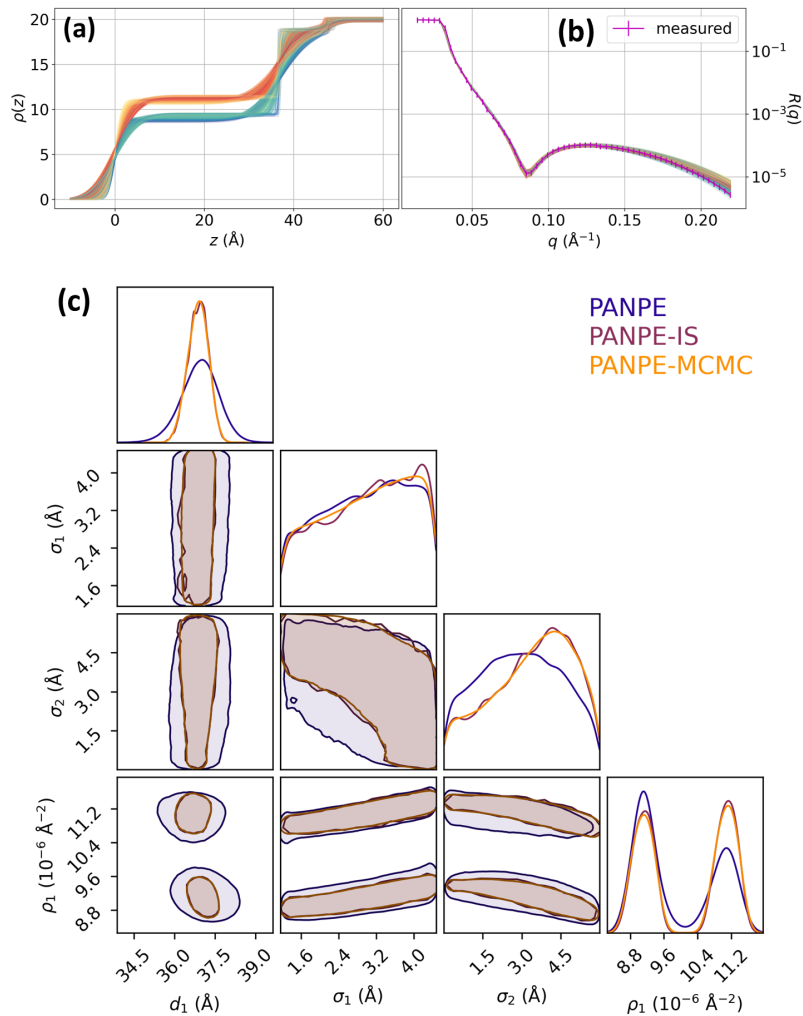 (a)
20
15
10
5
0
ρ(z)
0
20
40
60
z (Å)
(b)
measured
10⁻¹
10⁻³
10⁻⁵
R(q)
0.05
0.10
0.15
0.20
q (Å⁻¹)
(c)
PANPE
PANPE-IS
PANPE-MCMC
4.0
3.2
2.4
1.6
σ₁ (Å)
4.5
3.0
1.5
σ₂ (Å)
11.2
10.4
9.6
8.8
ρ₁ (10⁻⁶ Å⁻²)
34.5
36.0
37.5
39.0
d₁ (Å)
1.6
2.4
3.2
4.0
σ₁ (Å)
1.5
3.0
4.5
σ₂ (Å)
8.8
9.6
10.4
11.2
ρ₁ (10⁻⁶ Å⁻²)